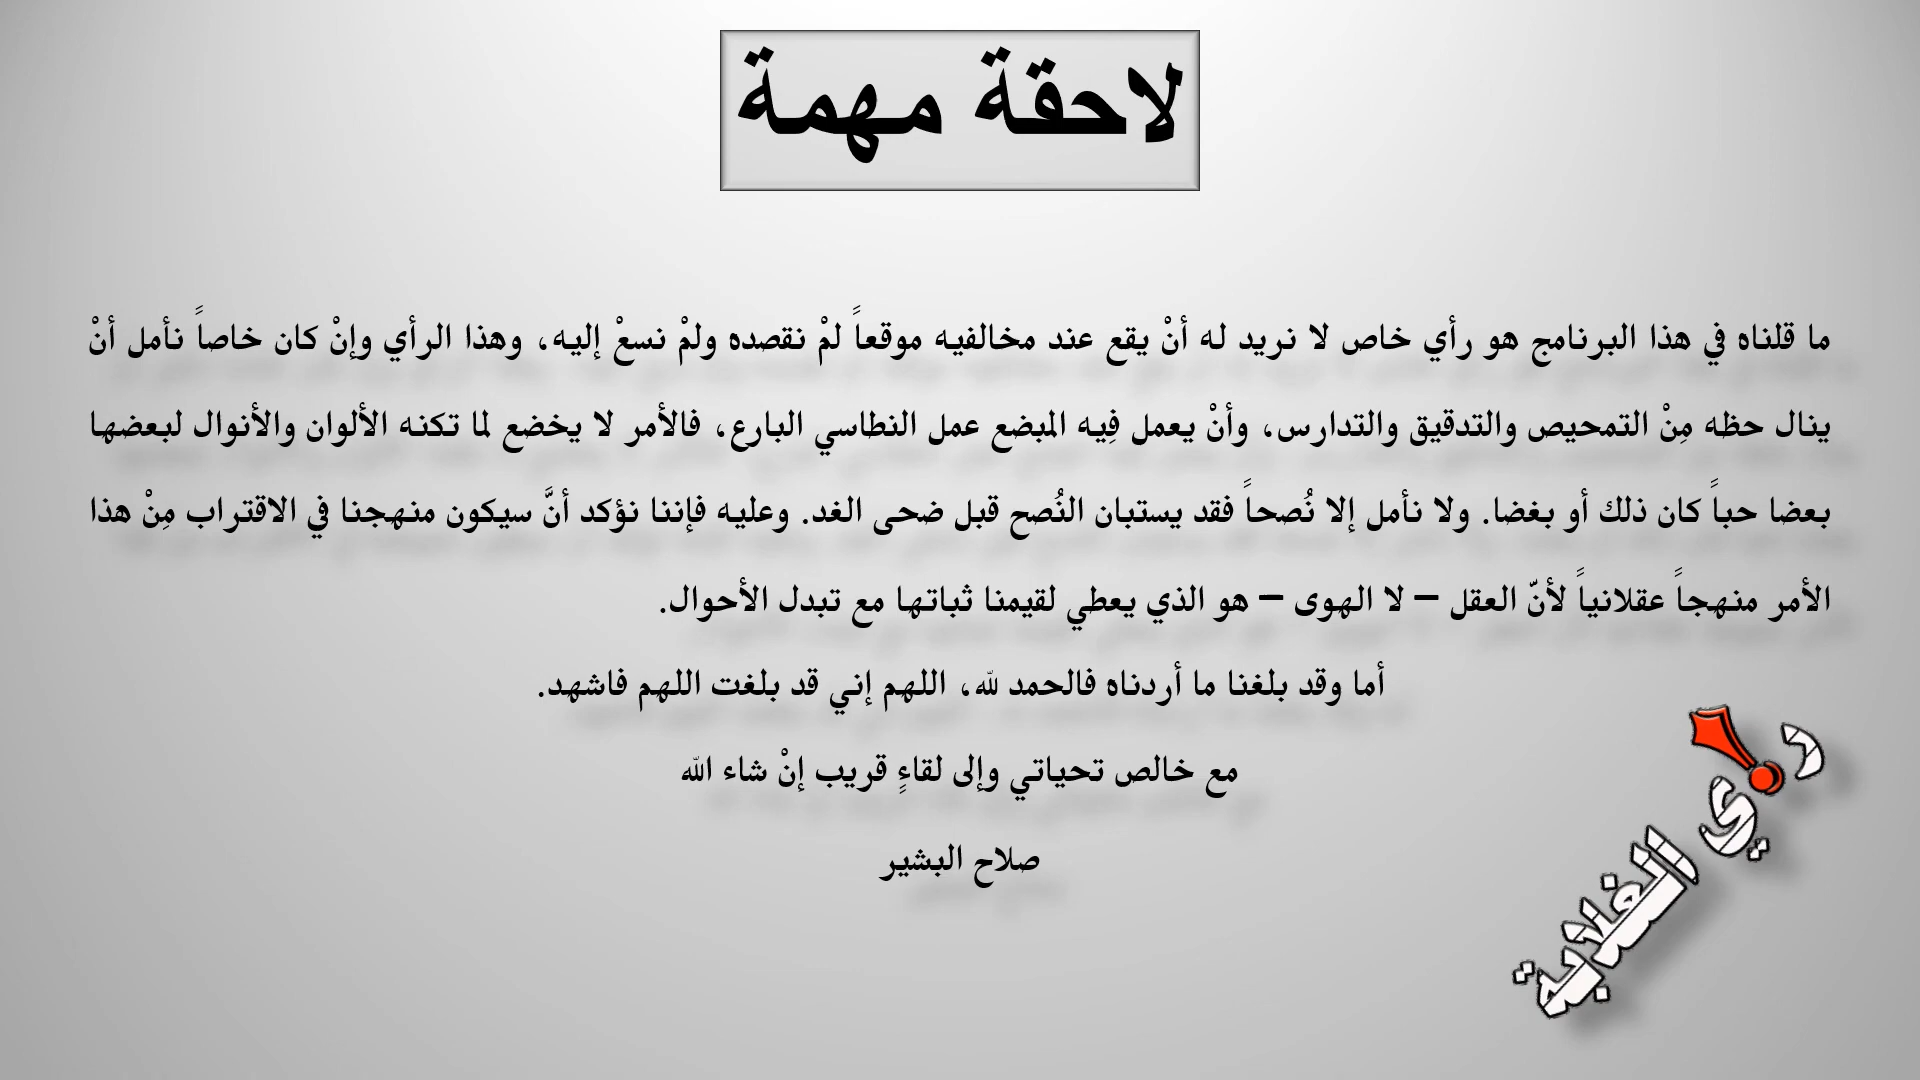 لاحقة مهمة
ما قلناه في هذا البرنامج هو رأي خاص لا نريد له أنْ يقع عند مخالفيه موقعاً لمْ نقصده ولمْ نسعْ إليه، وهذا الرأي وإنْ كان خاصاً نأمل أنْ
ينال حظه مِنْ التمحيص والتدقيق والتدارس، وأنْ يعمل فِيه المبضع عمل النطاسي البارع، فالأمر لا يخضع لما تكنه الألوان والأنوال لبعضها
بعضا حباً كان ذلك أو بغضا. ولا نأمل إلا نُصحاً فقد يستبان النُصح قبل ضحى الغد. وعليه فإننا نؤكد أنَّ سيكون منهجنا في الاقتراب مِنْ هذا
الأمر منهجاً عقلانياً لأنّ العقل – لا الهوى – هو الذي يعطي لقيمنا ثباتها مع تبدل الأحوال.
أما وقد بلغنا ما أردناه فالحمد لله، اللهم إني قد بلغت اللهم فاشهد.
مع خالص تحياتي وإلى لقاءٍ قريب إنْ شاء الله
صلاح البشير
ر!ي الغلابة